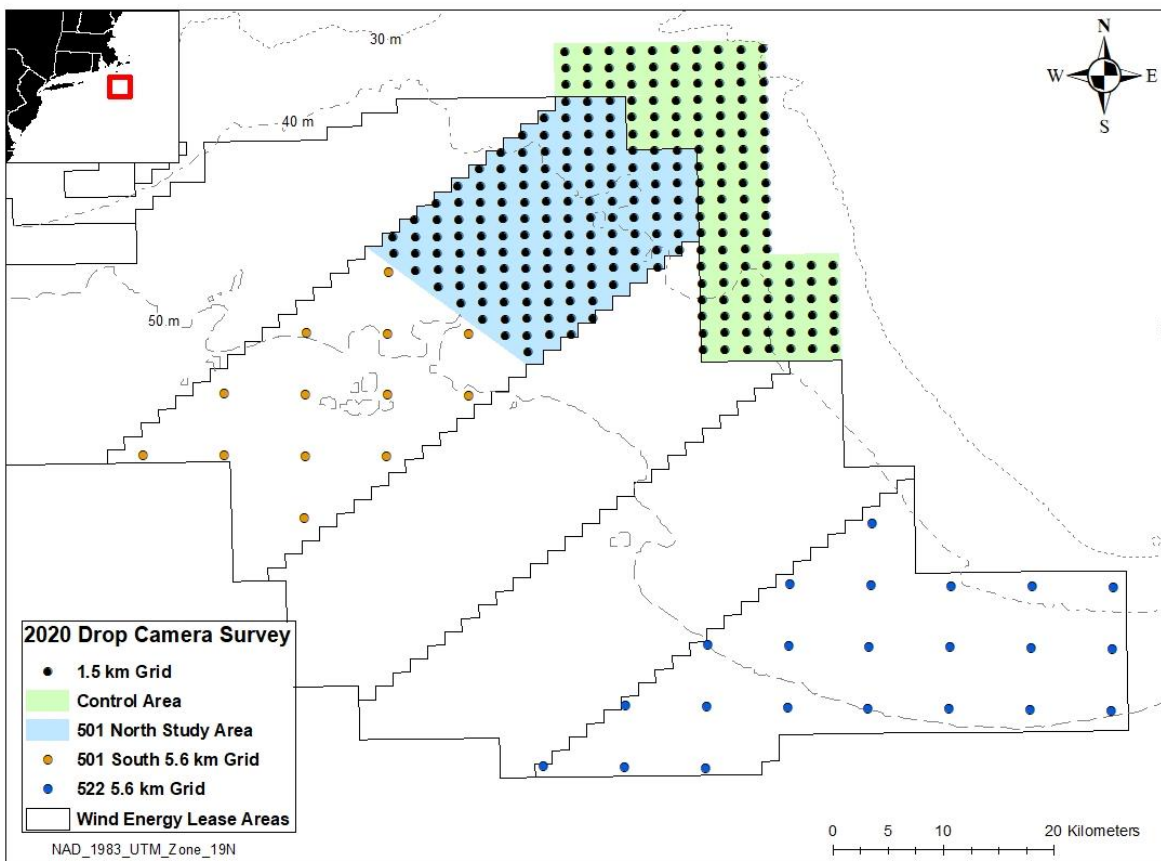 30 m
N
W
E
S
40 m
50 m
2020 Drop Camera Survey
1.5 km Grid
Control Area
501 North Study Area
501 South 5.6 km Grid
522 5.6 km Grid
Wind Energy Lease Areas
NAD_1983_UTM_Zone_19N
0 5 10 20 Kilometers